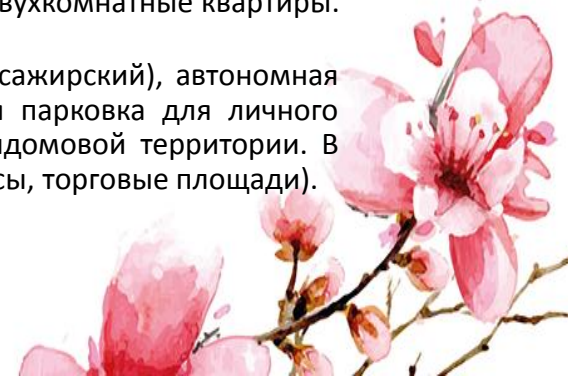 вухкомнатные квартиры.
сажирский), автономная
парковка для личного
домовой территории. В
сы, торговые площади).